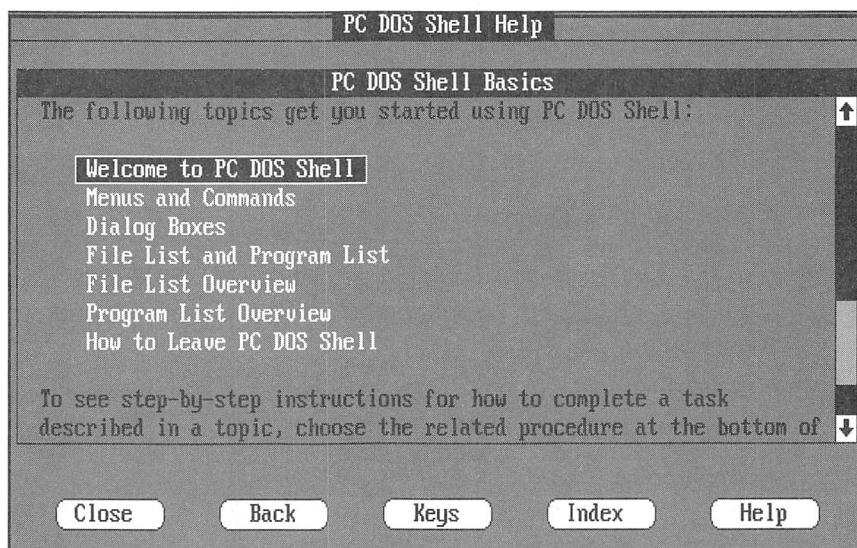 PC DOS Shell Help
PC DOS Shell Basics
The following topics get you started using PC DOS Shell:
Welcome to PC DOS Shell
Menus and Commands
Dialog Boxes
File List and Program List
File List Overview
Program List Overview
How to Leave PC DOS Shell
To see step-by-step instructions for how to complete a task
described in a topic, choose the related procedure at the bottom of
Close Back Keys Index Help